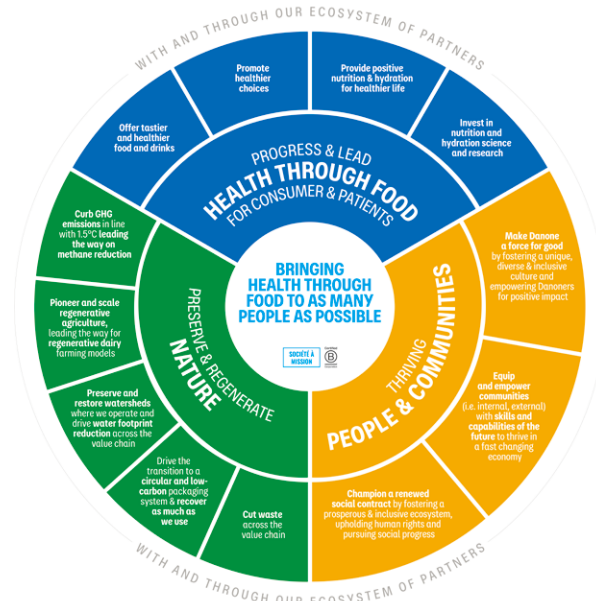 WITH AND THROUGH OUR ECOSYSTEM OF PARTNERS
Offer tastier
and healthier
food and drinks
Promote
healthier
choices
Provide positive
nutrition & hydration
for healthier life
Invest in
nutrition and
hydration science
and research
PROGRESS & LEAD
HEALTH THROUGH FOOD
FOR CONSUMER & PATIENTS
Curb GHG
emissions in line
with 1.5°C leading
the way on
methane reduction
Pioneer and scale
regenerative
agriculture,
leading the way for
regenerative dairy
farming models
Preserve and
restore watersheds
where we operate and
drive water footprint
reduction across the
value chain
Drive the
transition to a
circular and low-
carbon packaging
system & recover
as much as
we use
Cut waste
across the
value chain
PRESERVE & REGENERATE
NATURE
BRINGING
HEALTH THROUGH
FOOD TO AS MANY
PEOPLE AS POSSIBLE
SOCIÉTÉ À
MISSION
B
THRIVING
PEOPLE & COMMUNITIES
Make Danone
a force for good
by fostering a unique,
diverse & inclusive
culture and
empowering Danoners
for positive impact
Equip
and empower
communities
(i.e. internal, external)
with skills and
capabilities of the
future to thrive in
a fast changing
economy
Champion a renewed
social contract by fostering a
prosperous & inclusive ecosystem,
upholding human rights and
pursuing social progress
WITH AND THROUGH OUR ECOSYSTEM OF PARTNERS